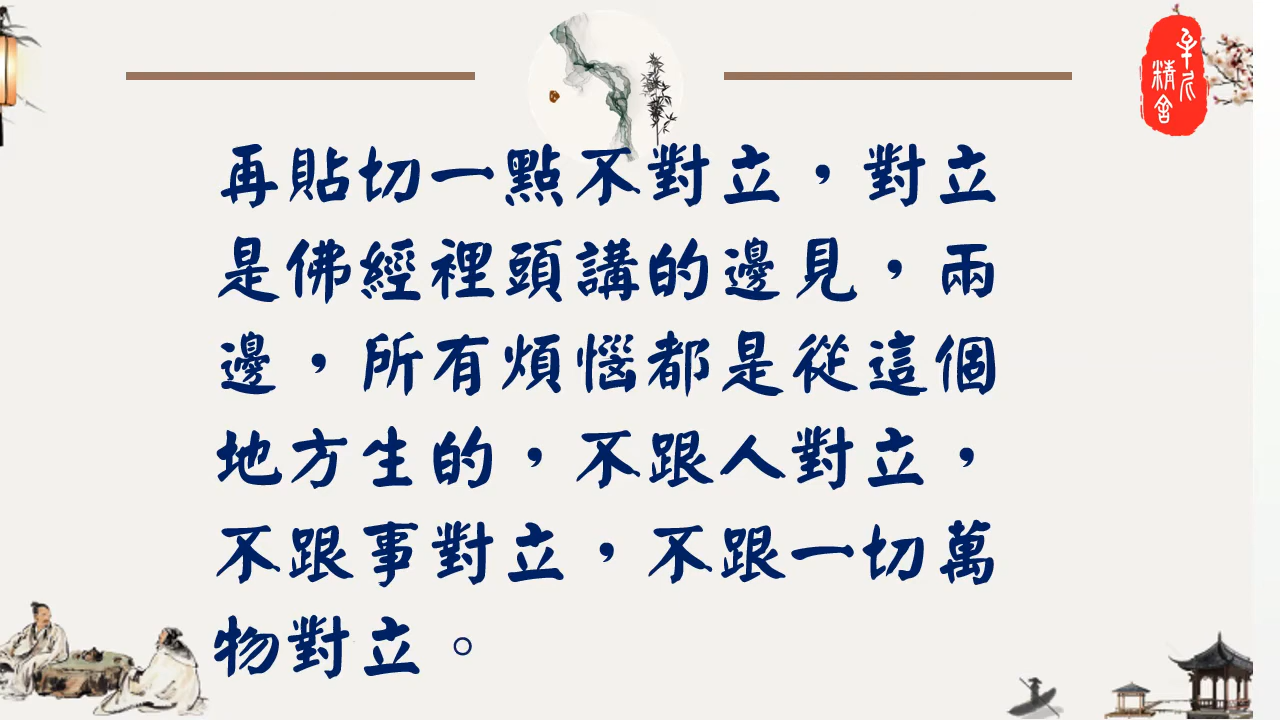 再貼切一點不對立，對立
是佛經裡頭講的邊見，兩
邊，所有煩惱都是從這個
地方生的，不跟人對立，
不跟事對立，不跟一切萬
物對立。
精舍